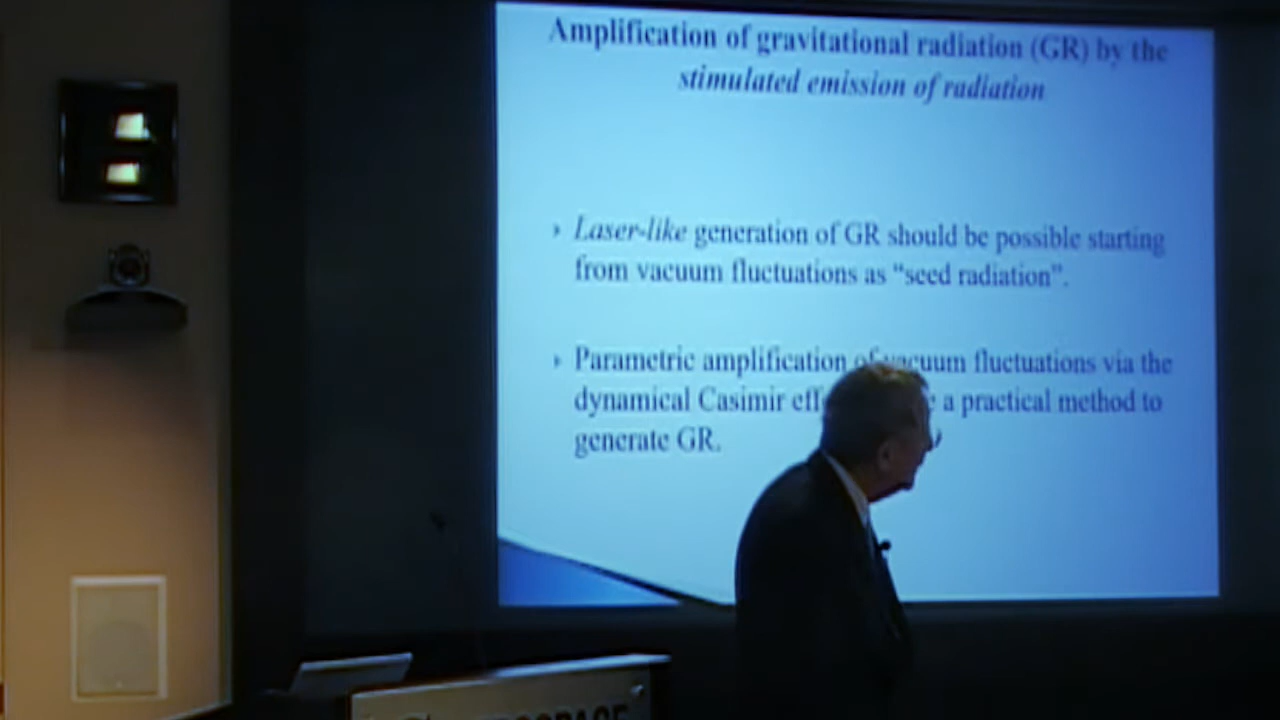 Amplification of gravitational radiation (GR) by the
stimulated emission of radiation
Laser-like generation of GR should be possible starting
from vacuum fluctuations as “seed radiation”.
Parametric amplification of vacuum fluctuations via the
dynamical Casimir a practical method to
generate GR.